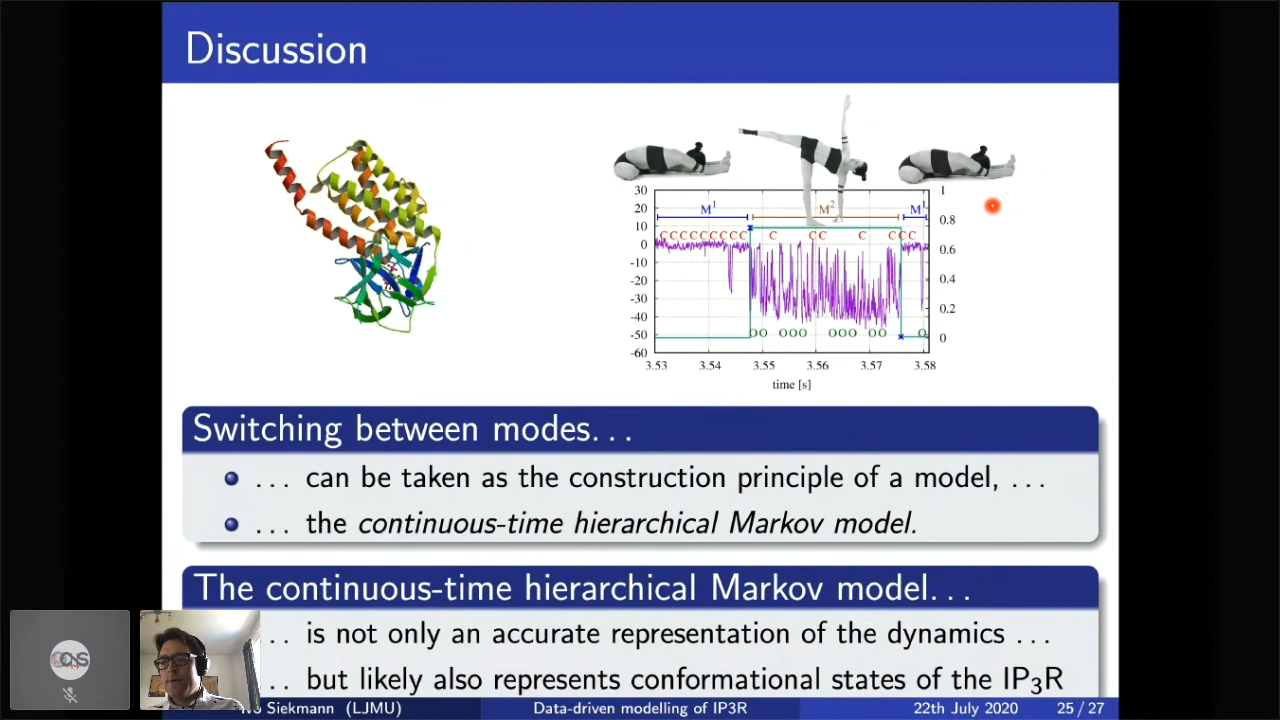 Discussion
30
20
10
0
-10
-20
-30
-40
-50
-60
M1
M2
M1
C C C C C C C C C C C C C C C C
O O O O O O O O O O O
1
0.8
0.6
0.4
0.2
0
3.53 3.54 3.55 3.56 3.57 3.58
time [s]
Switching between modes...
... can be taken as the construction principle of a model, ...
... the continuous-time hierarchical Markov model.
The continuous-time hierarchical Markov model...
.. is not only an accurate representation of the dynamics ...
.. but likely also represents conformational states of the IP3R
Siekmann (LJMU) Data-driven modelling of IP3R 22th July 2020 25 / 27